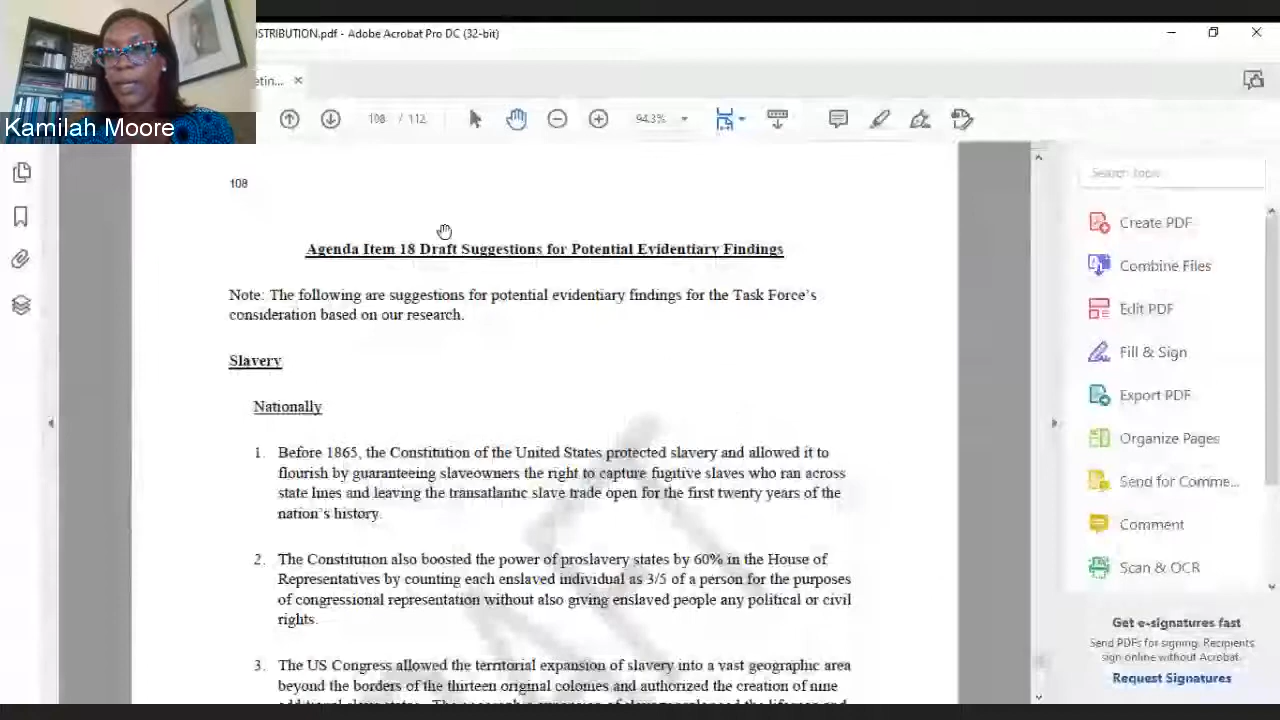 ISTRIBUTION.pdf - Adobe Acrobat Pro DC (32-bit)
etin...
Kamilah Moore
108 / 112
94.3%
Search
108
Agenda Item 18 Draft Suggestions for Potential Evidentiary Findings
Note: The following are suggestions for potential evidentiary findings for the Task Force's
consideration based on our research.
Slavery
Nationally
1. Before 1865, the Constitution of the United States protected slavery and allowed it to
flourish by guaranteeing slaveowners the right to capture fugitive slaves who ran across
state lines and leaving the transatlantic slave trade open for the first twenty years of the
nation's history.
2. The Constitution also boosted the power of proslavery states by 60% in the House of
Representatives by counting each enslaved individual as 3/5 of a person for the purposes
of congressional representation without also giving enslaved people any political or civil
rights.
3. The US Congress allowed the territorial expansion of slavery into a vast geographic area
beyond the borders of the thirteen original colonies and authorized the creation of nine
Create PDF
Combine Files
Edit PDF
Fill & Sign
Export PDF
Organize Pages
Send for Comme...
Comment
Scan & OCR
Get e-signatures fast
Send PDFs for signing. Recipients
sign online without Acrobat.
Request Signatures